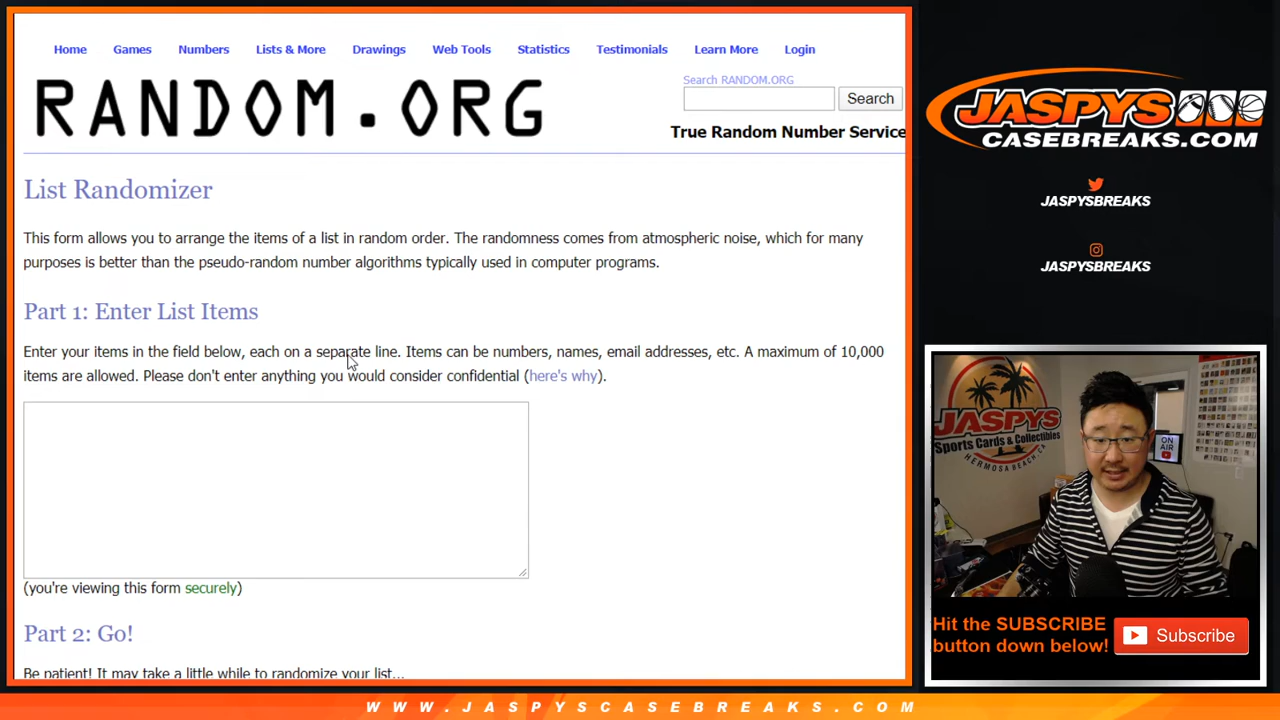 Home Games Numbers Lists & More Drawings Web Tools Statistics Testimonials Learn More Login
RANDOM.ORG
Search RANDOM.ORG
Search
True Random Number Service
List Randomizer
This form allows you to arrange the items of a list in random order. The randomness comes from atmospheric noise, which for many
purposes is better than the pseudo-random number algorithms typically used in computer programs.
Part 1: Enter List Items
Enter your items in the field below, each on a separate line. Items can be numbers, names, email addresses, etc. A maximum of 10,000
items are allowed. Please don't enter anything you would consider confidential (here's why).
(you're viewing this form securely)
Part 2: Go!
Be patient! It may take a little while to randomize your list...
JASPYS
CASEBREAKS.COM
JASPYSBREAKS
JASPYSBREAKS
JASPYS
Sports Cards & Collectibles
HERMOSA BEACH, CA
ON
AIR
Hit the SUBSCRIBE
button down below!
Subscribe
WWW.JASPYSCASEBREAKS.COM